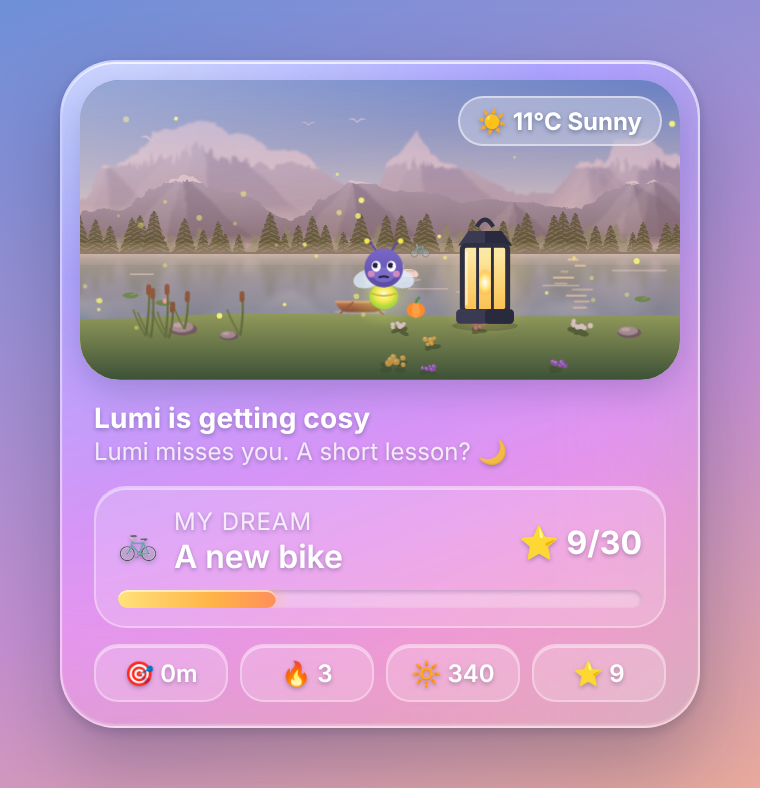 ☀️ 11°C Sunny
Lumi is getting cosy
Lumi misses you. A short lesson? 🌙
MY DREAM
🚲 A new bike
⭐ 9/30
🎯 0m
🔥 3
🔆 340
⭐ 9